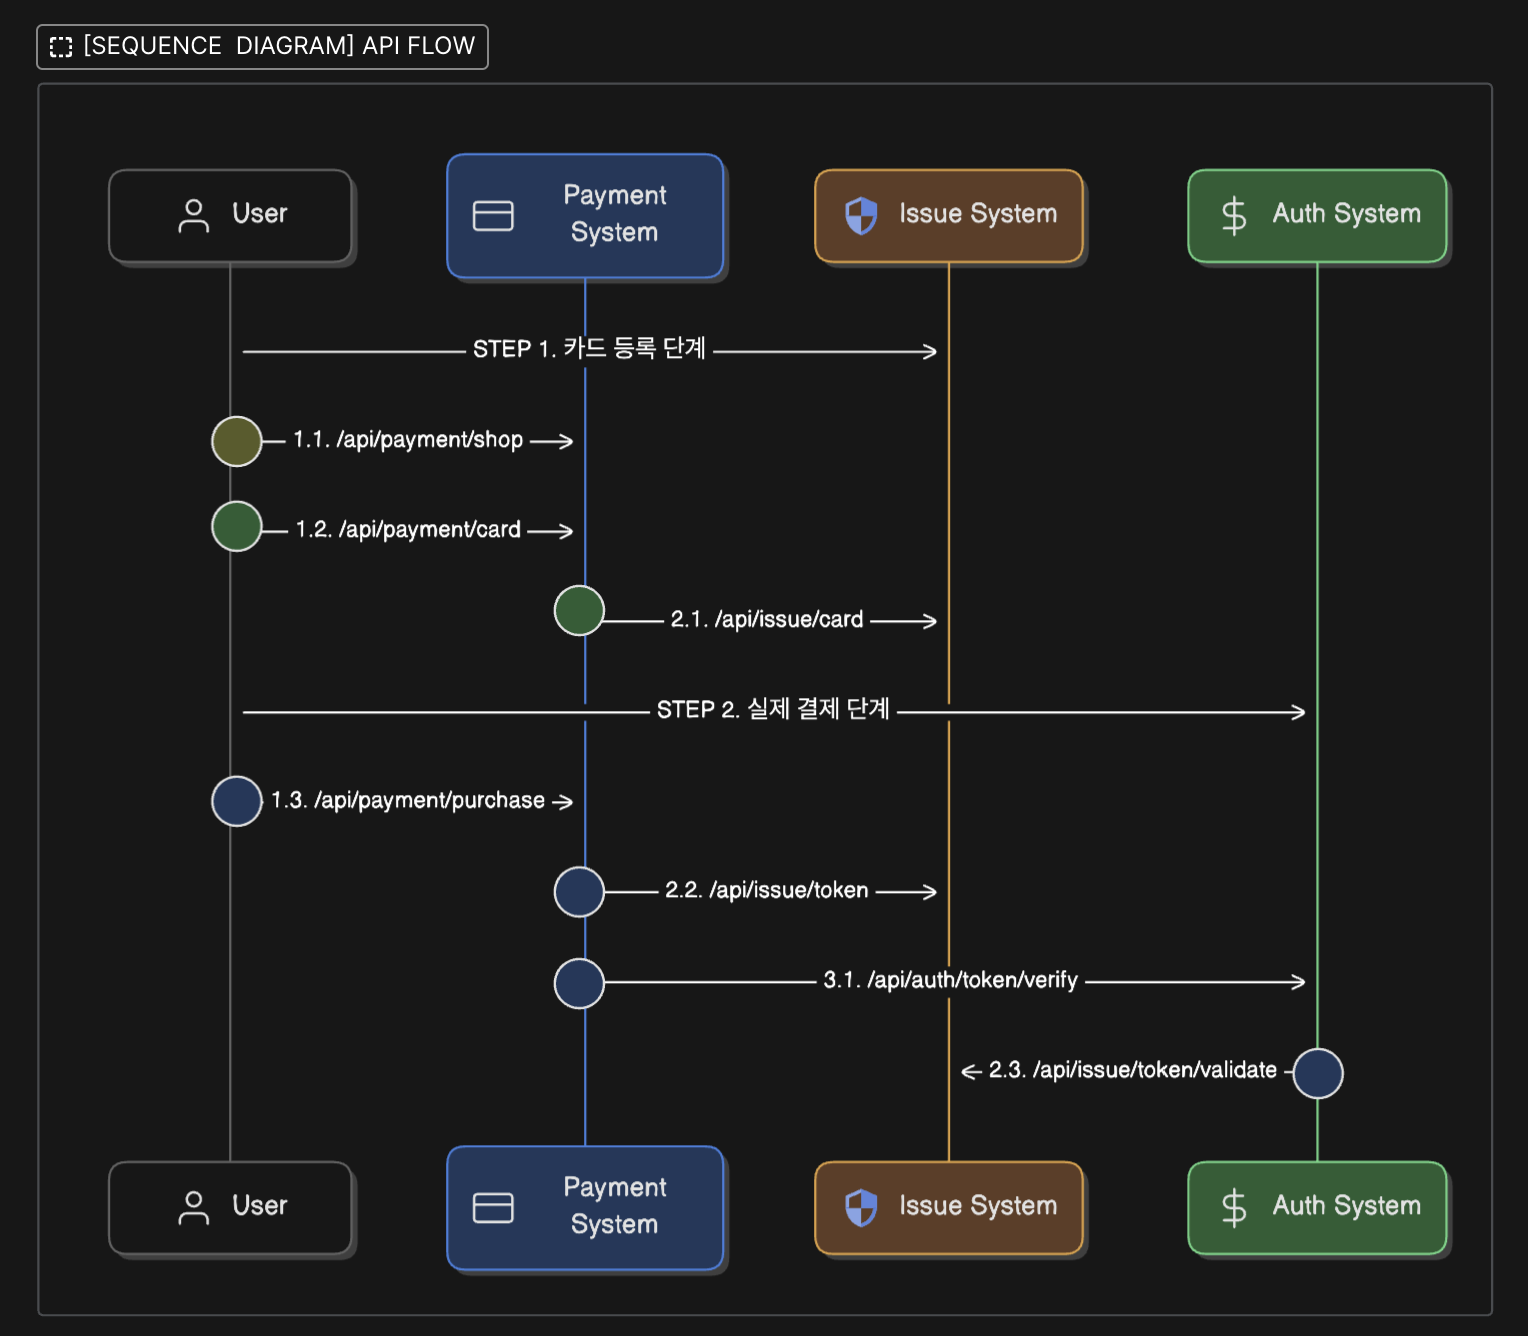 [SEQUENCE DIAGRAM] API FLOW
User
Payment
System
Issue System
Auth System
STEP 1. 카드 등록 단계
1.1. /api/payment/shop
1.2. /api/payment/card
2.1. /api/issue/card
STEP 2. 실제 결제 단계
1.3. /api/payment/purchase
2.2. /api/issue/token
3.1. /api/auth/token/verify
2.3. /api/issue/token/validate
User
Payment
System
Issue System
Auth System